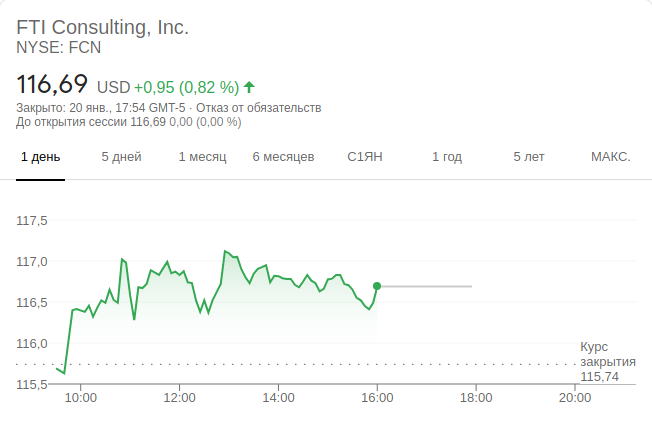 FTI Consulting, Inc.
NYSE: FCN
116,69 USD +0,95 (0,82 %)
Закрыто: 20 янв., 17:54 GMT-5 · Отказ от обязательств
До открытия сессии 116,69 0,00 (0,00 %)
1 день 5 дней 1 месяц 6 месяцев С1ЯН 1 год 5 лет МАКС.
117,5
117,0
116,5
116,0
Курс
закрытия
115,74
115,5
10:00 12:00 14:00 16:00 18:00 20:00